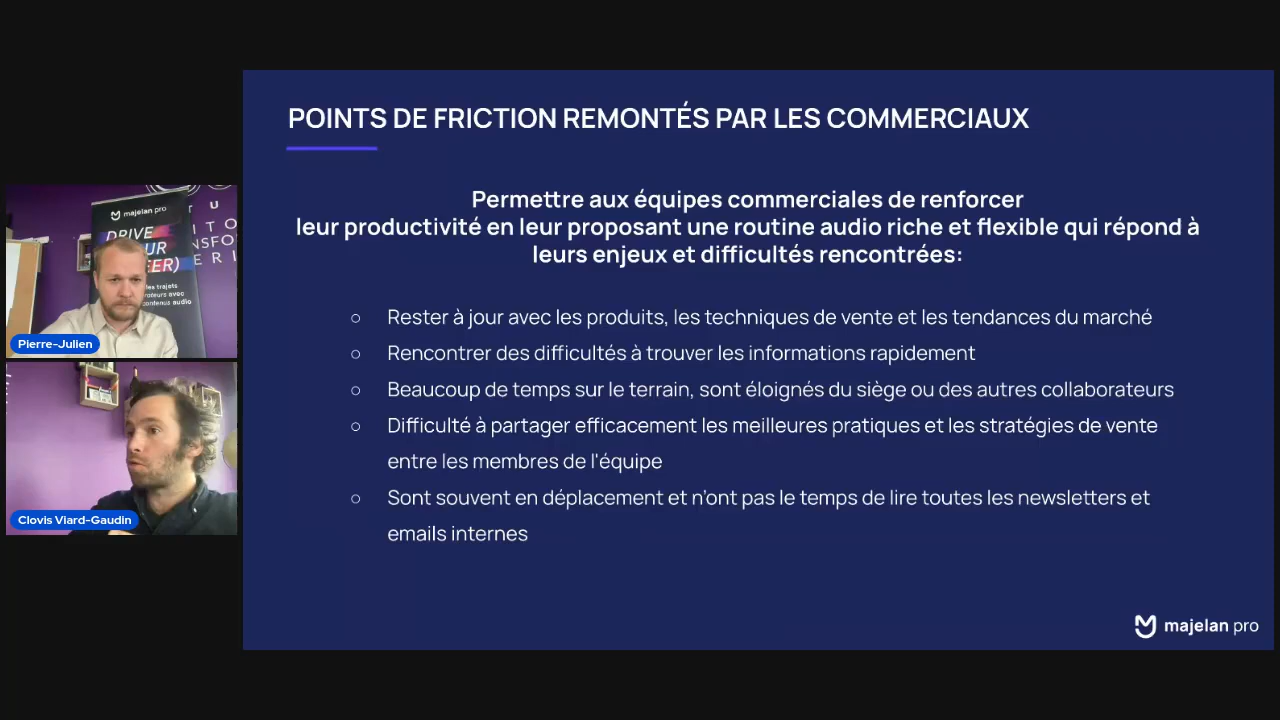 POINTS DE FRICTION REMONTÉS PAR LES COMMERCIAUX
Permettre aux équipes commerciales de renforcer
leur productivité en leur proposant une routine audio riche et flexible qui répond à
leurs enjeux et difficultés rencontrées:
○ Rester à jour avec les produits, les techniques de vente et les tendances du marché
○ Rencontrer des difficultés à trouver les informations rapidement
○ Beaucoup de temps sur le terrain, sont éloignés du siège ou des autres collaborateurs
○ Difficulté à partager efficacement les meilleures pratiques et les stratégies de vente
entre les membres de l'équipe
○ Sont souvent en déplacement et n'ont pas le temps de lire toutes les newsletters et
emails internes
majelan pro
majelan pro
DRIVE
Pierre-Julien
Clovis Viard-Gaudin